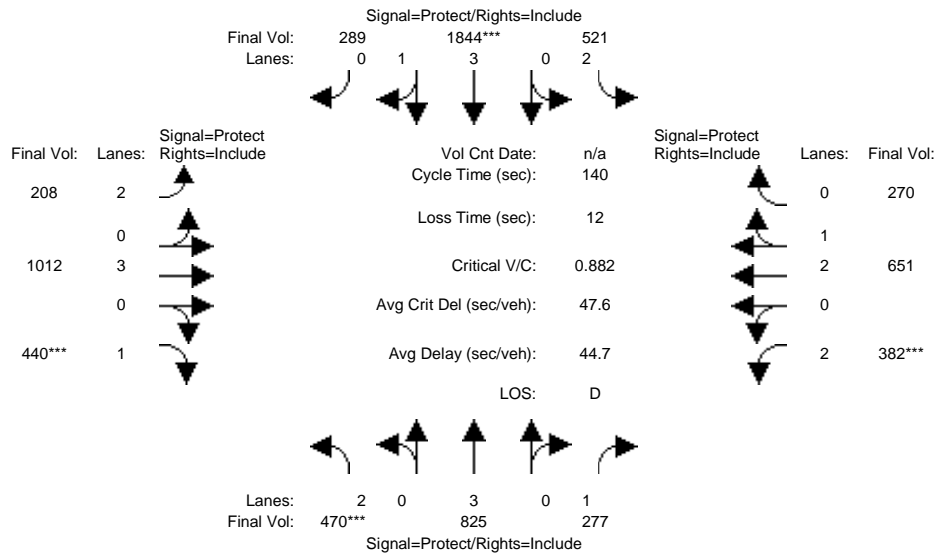 Signal=Protect/Rights=Include
Final Vol: 289 1844*** 521
Lanes: 0 1 3 0 2
Signal=Protect Signal=Protect
Final Vol: Lanes: Rights=Include Vol Cnt Date: n/a Rights=Include Lanes: Final Vol:
Cycle Time (sec): 140
208 2 0 270
Loss Time (sec): 12
0 1
1012 3 Critical V/C: 0.882 2 651
0 Avg Crit Del (sec/veh): 47.6 0
440*** 1 Avg Delay (sec/veh): 44.7 2 382***
LOS: D
Lanes: 2 0 3 0 1
Final Vol: 470*** 825 277
Signal=Protect/Rights=Include